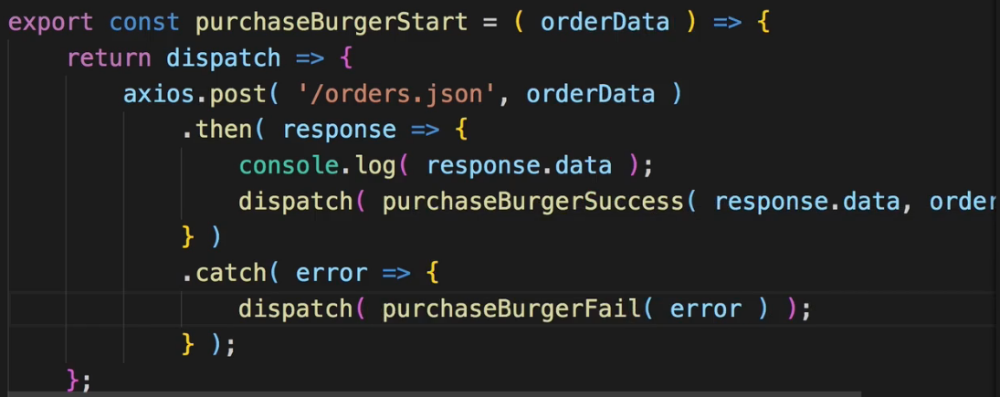 export const purchaseBurgerStart = ( orderData ) => {
return dispatch => {
axios.post( '/orders.json', orderData )
.then( response => {
console.log( response.data );
dispatch( purchaseBurgerSuccess( response.data, order
} )
.catch( error => {
dispatch( purchaseBurgerFail( error ) );
} );
};